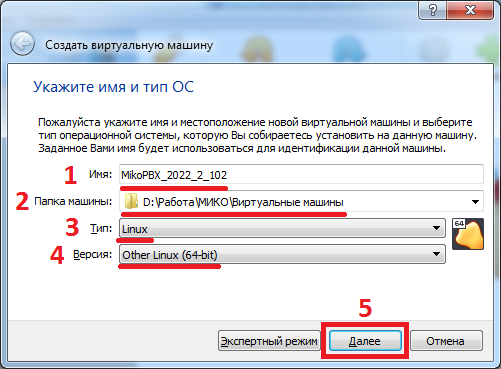 Создать виртуальную машину
Укажите имя и тип ОС
Пожалуйста укажите имя и местоположение новой виртуальной машины и выберите
тип операционной системы, которую Вы собираетесь установить на данную машину.
Заданное Вами имя будет использоваться для идентификации данной машины.
1 Имя: MikoPBX_2022_2_102
2 Папка машины: D:\Работа\МИКО\Виртуальные машины
3 Тип: Linux
64
4 Версия: Other Linux (64-bit)
5
Экспертный режим Далее Отмена